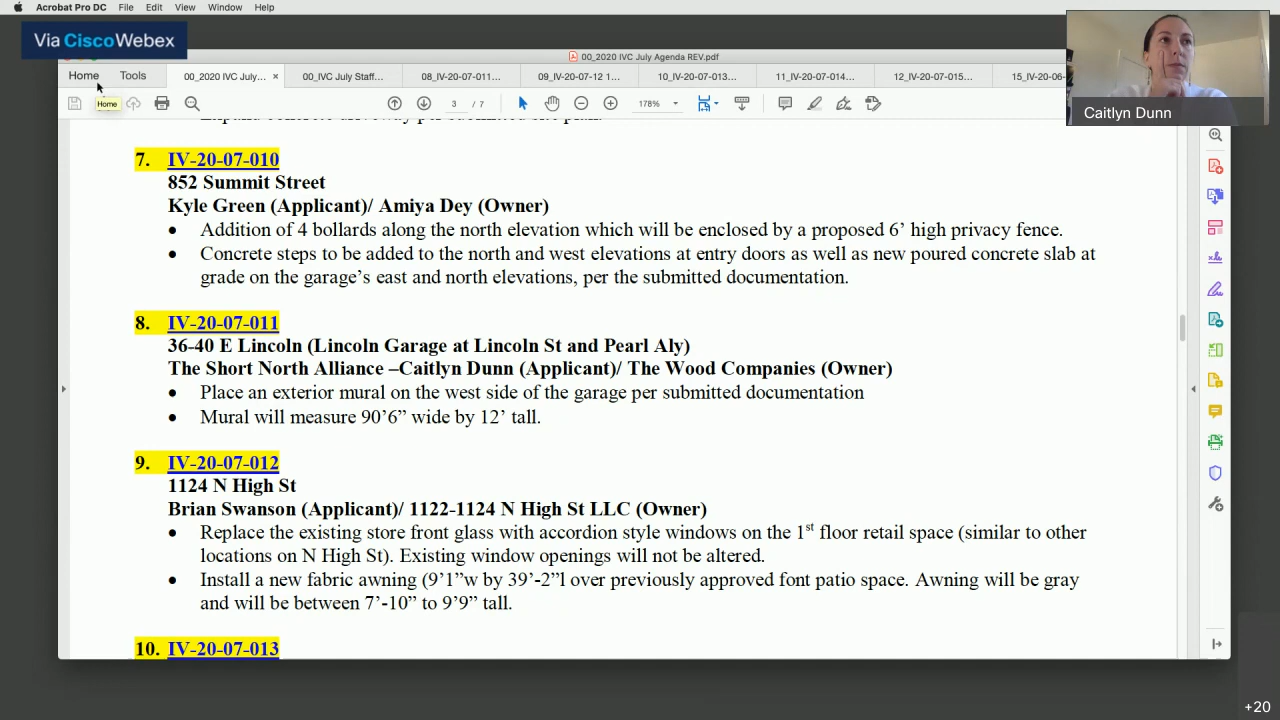 Acrobat Pro DC File Edit View Window Help
Via Cisco Webex
00_2020 IVC July Agenda REV.pdf
Home Tools 00_2020 IVC July... × 00_IVC July Staff... 08_IV-20-07-011... 09_IV-20-07-12 1... 10_IV-20-07-013... 11_IV-20-07-014... 12_IV-20-07-015... 15_IV-20-06-
Home 3 / 7 178%
Caitlyn Dunn
Expand concrete driveway per submitted site plan.
7. IV-20-07-010
852 Summit Street
Kyle Green (Applicant)/ Amiya Dey (Owner)
• Addition of 4 bollards along the north elevation which will be enclosed by a proposed 6’ high privacy fence.
• Concrete steps to be added to the north and west elevations at entry doors as well as new poured concrete slab at
grade on the garage’s east and north elevations, per the submitted documentation.
8. IV-20-07-011
36-40 E Lincoln (Lincoln Garage at Lincoln St and Pearl Aly)
The Short North Alliance –Caitlyn Dunn (Applicant)/ The Wood Companies (Owner)
• Place an exterior mural on the west side of the garage per submitted documentation
• Mural will measure 90’6” wide by 12’ tall.
9. IV-20-07-012
1124 N High St
Brian Swanson (Applicant)/ 1122-1124 N High St LLC (Owner)
• Replace the existing store front glass with accordion style windows on the 1st floor retail space (similar to other
locations on N High St). Existing window openings will not be altered.
• Install a new fabric awning (9’1”w by 39’-2”l over previously approved font patio space. Awning will be gray
and will be between 7’-10” to 9’9” tall.
10. IV-20-07-013
+20